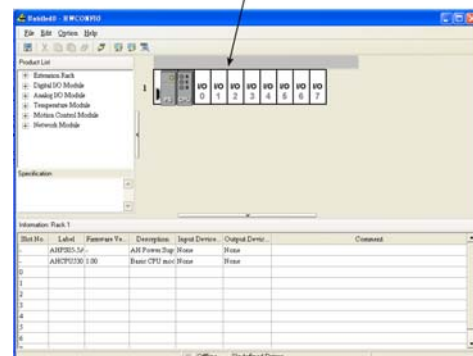 Untitled0 - HWCONFIG
File Edit Option Help
Product List
Extension Rack
Digital I/O Module
Analog I/O Module
Temperature Module
Motion Control Module
Network Module
1
I/O I/O I/O I/O I/O I/O I/O I/O
0 1 2 3 4 5 6 7
Specification
Information: Rack 1
Slot No. Label Firmware Ve... Description Input Device... Output Devic... Comment
- AHPS05-5A - AH Power Sup None None
- AHCPU530 1.00 Basic CPU mod None None
0
1
2
3
4
5
6
Offline